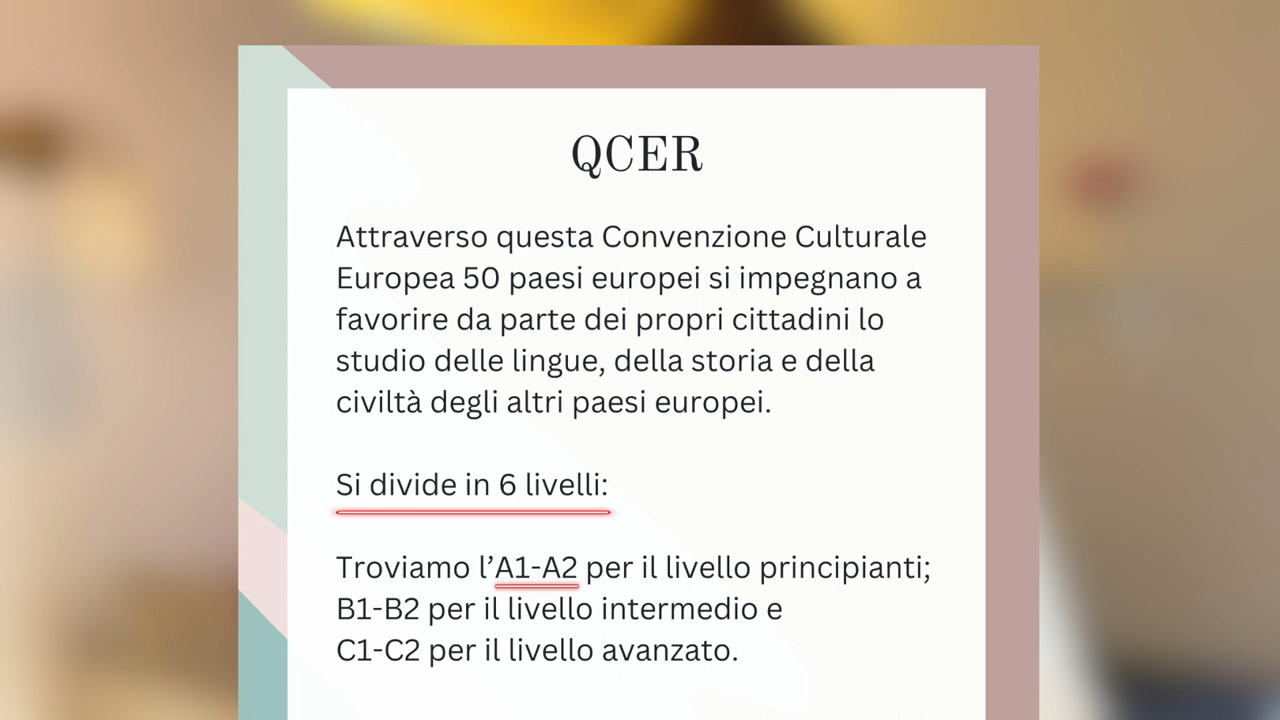 QCER
Attraverso questa Convenzione Culturale
Europea 50 paesi europei si impegnano a
favorire da parte dei propri cittadini lo
studio delle lingue, della storia e della
civiltà degli altri paesi europei.
Si divide in 6 livelli:
Troviamo l’A1-A2 per il livello principianti;
B1-B2 per il livello intermedio e
C1-C2 per il livello avanzato.